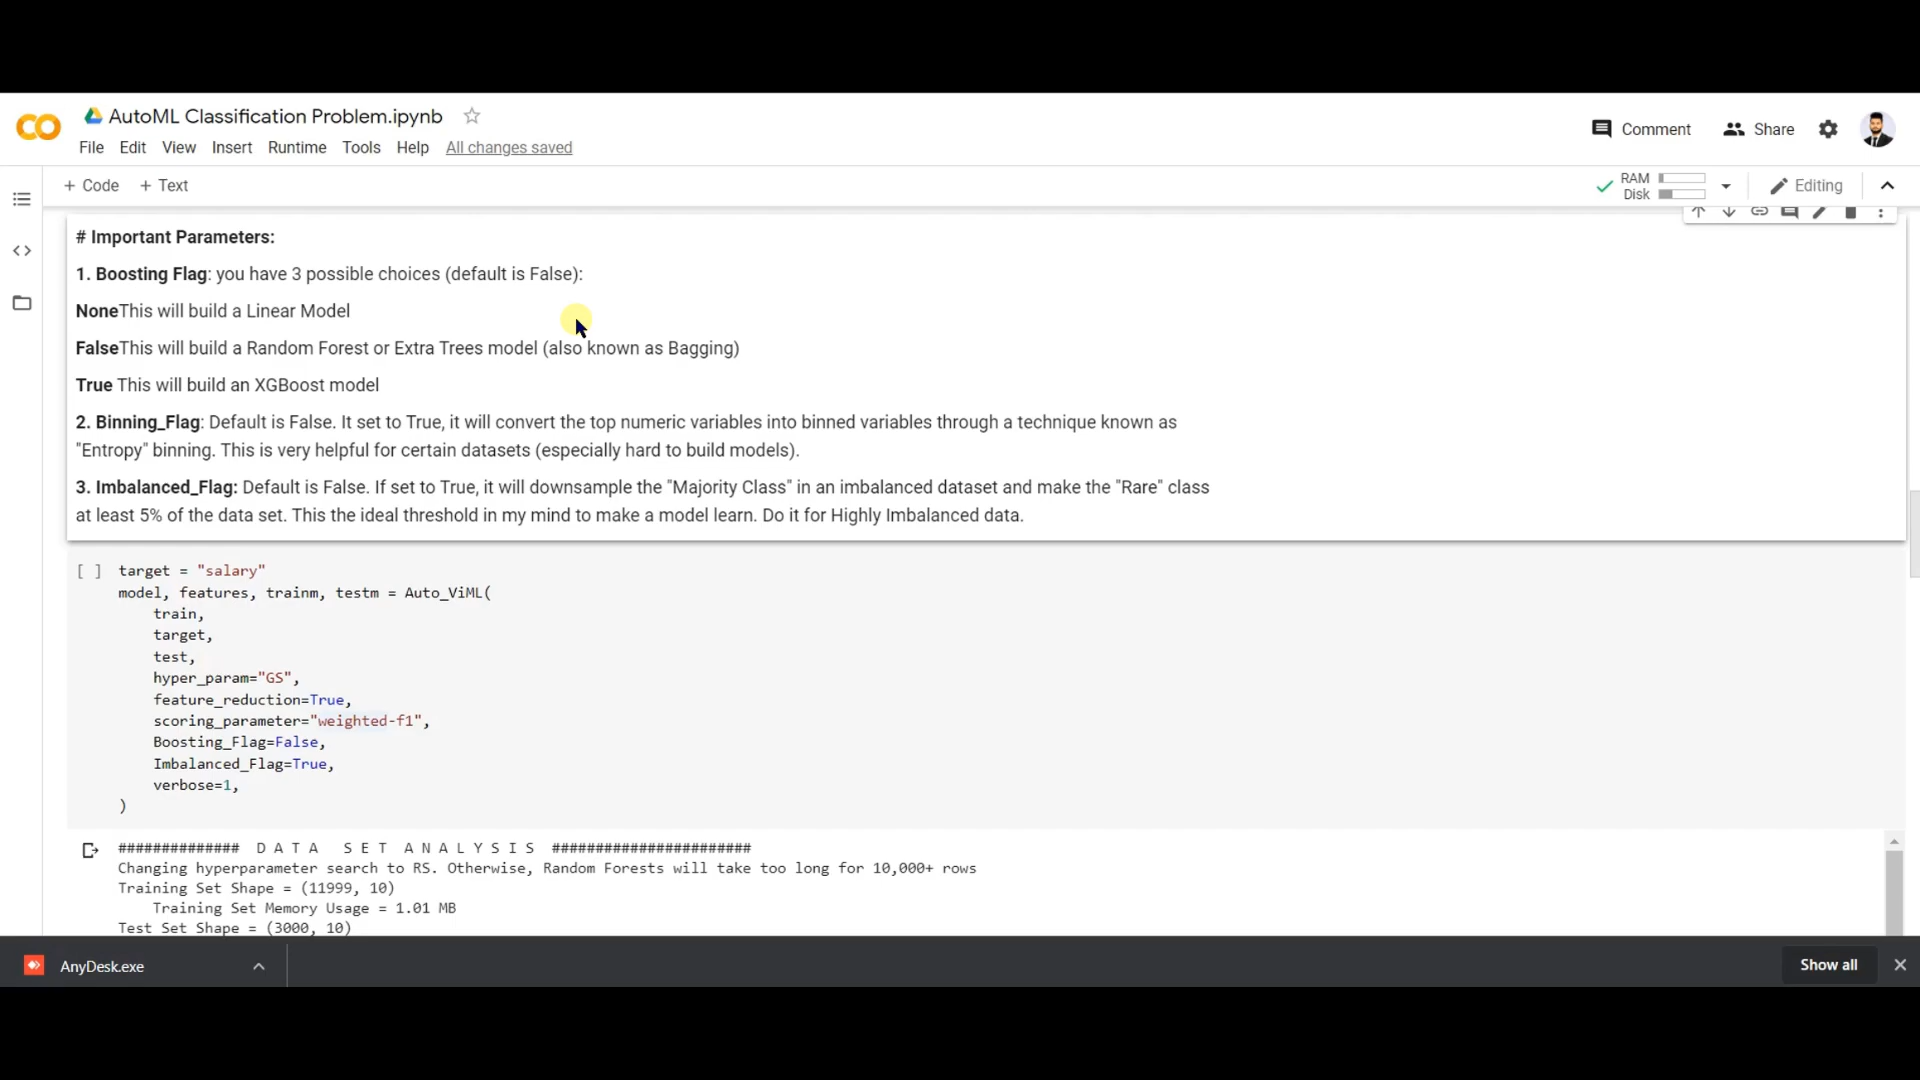 AutoML Classification Problem.ipynb
Comment
Share
File Edit View Insert Runtime Tools Help All changes saved
+ Code + Text
RAM
Disk
Editing
# Important Parameters:
1. Boosting Flag: you have 3 possible choices (default is False):
NoneThis will build a Linear Model
FalseThis will build a Random Forest or Extra Trees model (also known as Bagging)
True This will build an XGBoost model
2. Binning_Flag: Default is False. It set to True, it will convert the top numeric variables into binned variables through a technique known as
"Entropy" binning. This is very helpful for certain datasets (especially hard to build models).
3. Imbalanced_Flag: Default is False. If set to True, it will downsample the "Majority Class" in an imbalanced dataset and make the "Rare" class
at least 5% of the data set. This the ideal threshold in my mind to make a model learn. Do it for Highly Imbalanced data.
[ ] target = "salary"
model, features, trainm, testm = Auto_ViML(
train,
target,
test,
hyper_param="GS",
feature_reduction=True,
scoring_parameter="weighted-f1",
Boosting_Flag=False,
Imbalanced_Flag=True,
verbose=1,
)
############## D A T A   S E T  A N A L Y S I S #######################
Changing hyperparameter search to RS. Otherwise, Random Forests will take too long for 10,000+ rows
Training Set Shape = (11999, 10)
Training Set Memory Usage = 1.01 MB
Test Set Shape = (3000, 10)
AnyDesk.exe
Show all